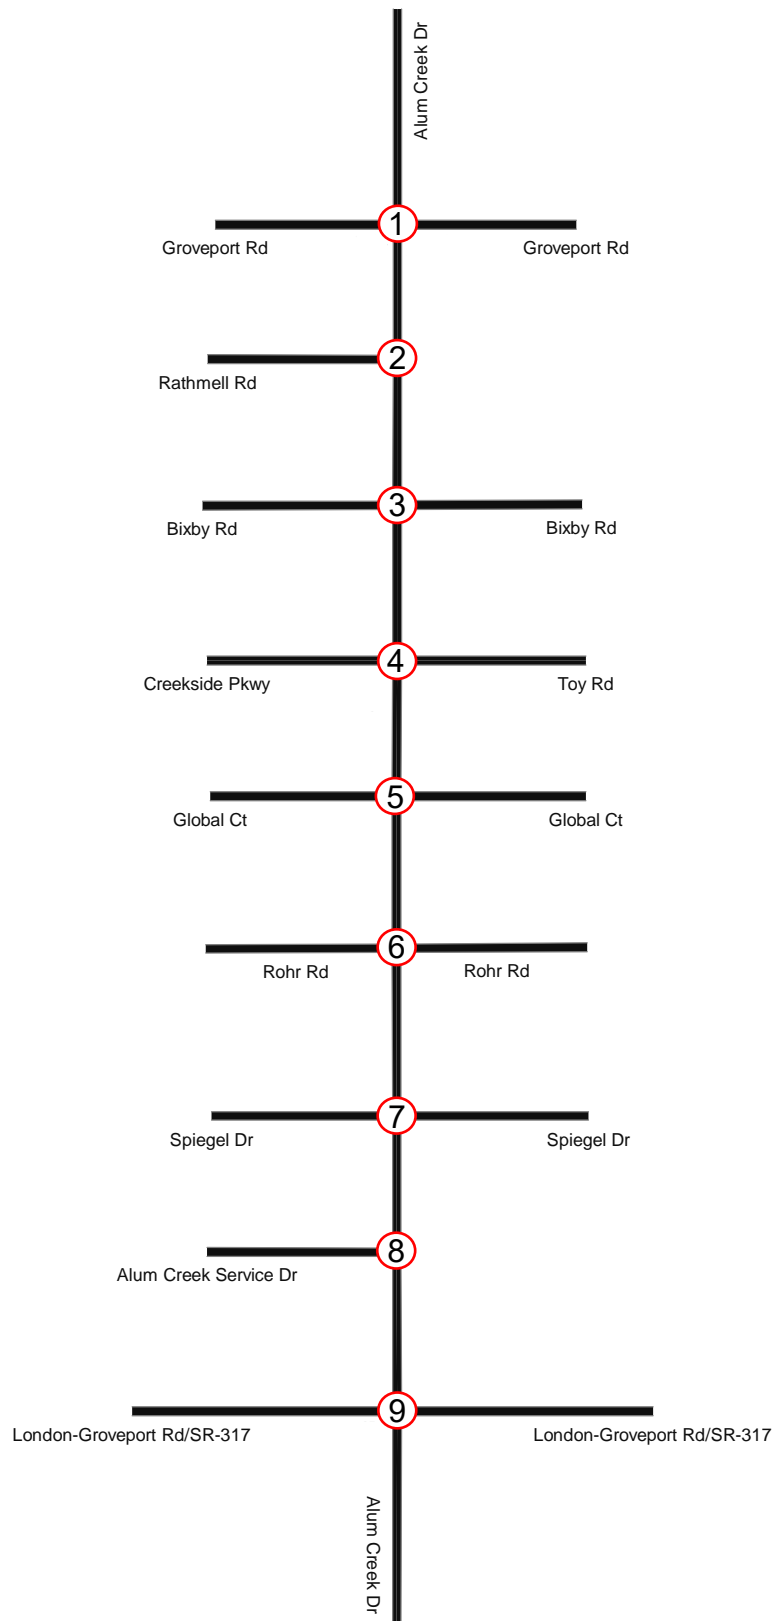 Alum Creek Dr
1
Groveport Rd
Groveport Rd
2
Rathmell Rd
3
Bixby Rd
Bixby Rd
4
Creekside Pkwy
Toy Rd
5
Global Ct
Global Ct
6
Rohr Rd
Rohr Rd
7
Spiegel Dr
Spiegel Dr
8
Alum Creek Service Dr
9
London-Groveport Rd/SR-317
London-Groveport Rd/SR-317
Alum Creek Dr